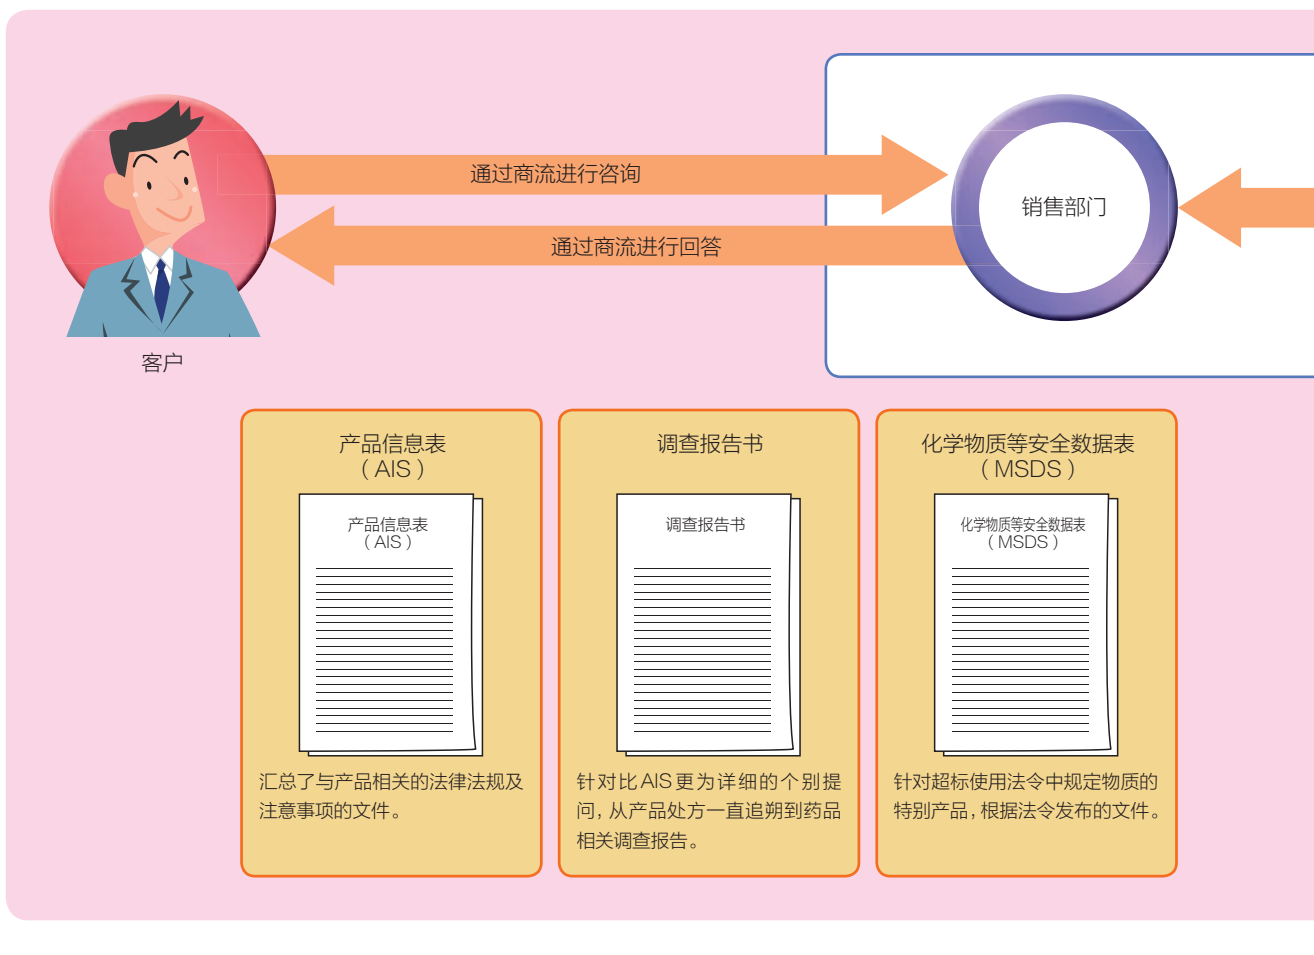 通过商流进行咨询
销售部门
通过商流进行回答
客户
产品信息表
（AIS）
产品信息表
（AIS）
汇总了与产品相关的法律法规及
注意事项的文件。
调查报告书
调查报告书
针对比AIS更为详细的个别提
问，从产品处方一直追朔到药品
相关调查报告。
化学物质等安全数据表
（MSDS）
化学物质等安全数据表
（MSDS）
针对超标使用法令中规定物质的
特别产品，根据法令发布的文件。